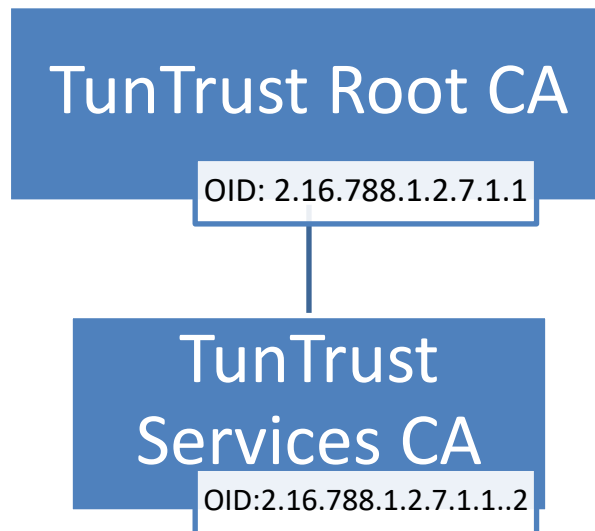 TunTrust Root CA
OID: 2.16.788.1.2.7.1.1
TunTrust
Services CA
OID:2.16.788.1.2.7.1.1..2